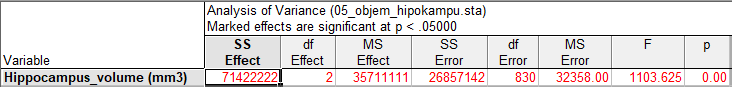 Analysis of Variance (05_objem_hipokampu.sta)
Marked effects are significant at p < .05000
Variable SS Effect df Effect MS Effect SS Error df Error MS Error F p
Hippocampus_volume (mm3) 71422222 2 35711111 26857142 830 32358.00 1103.625 0.00